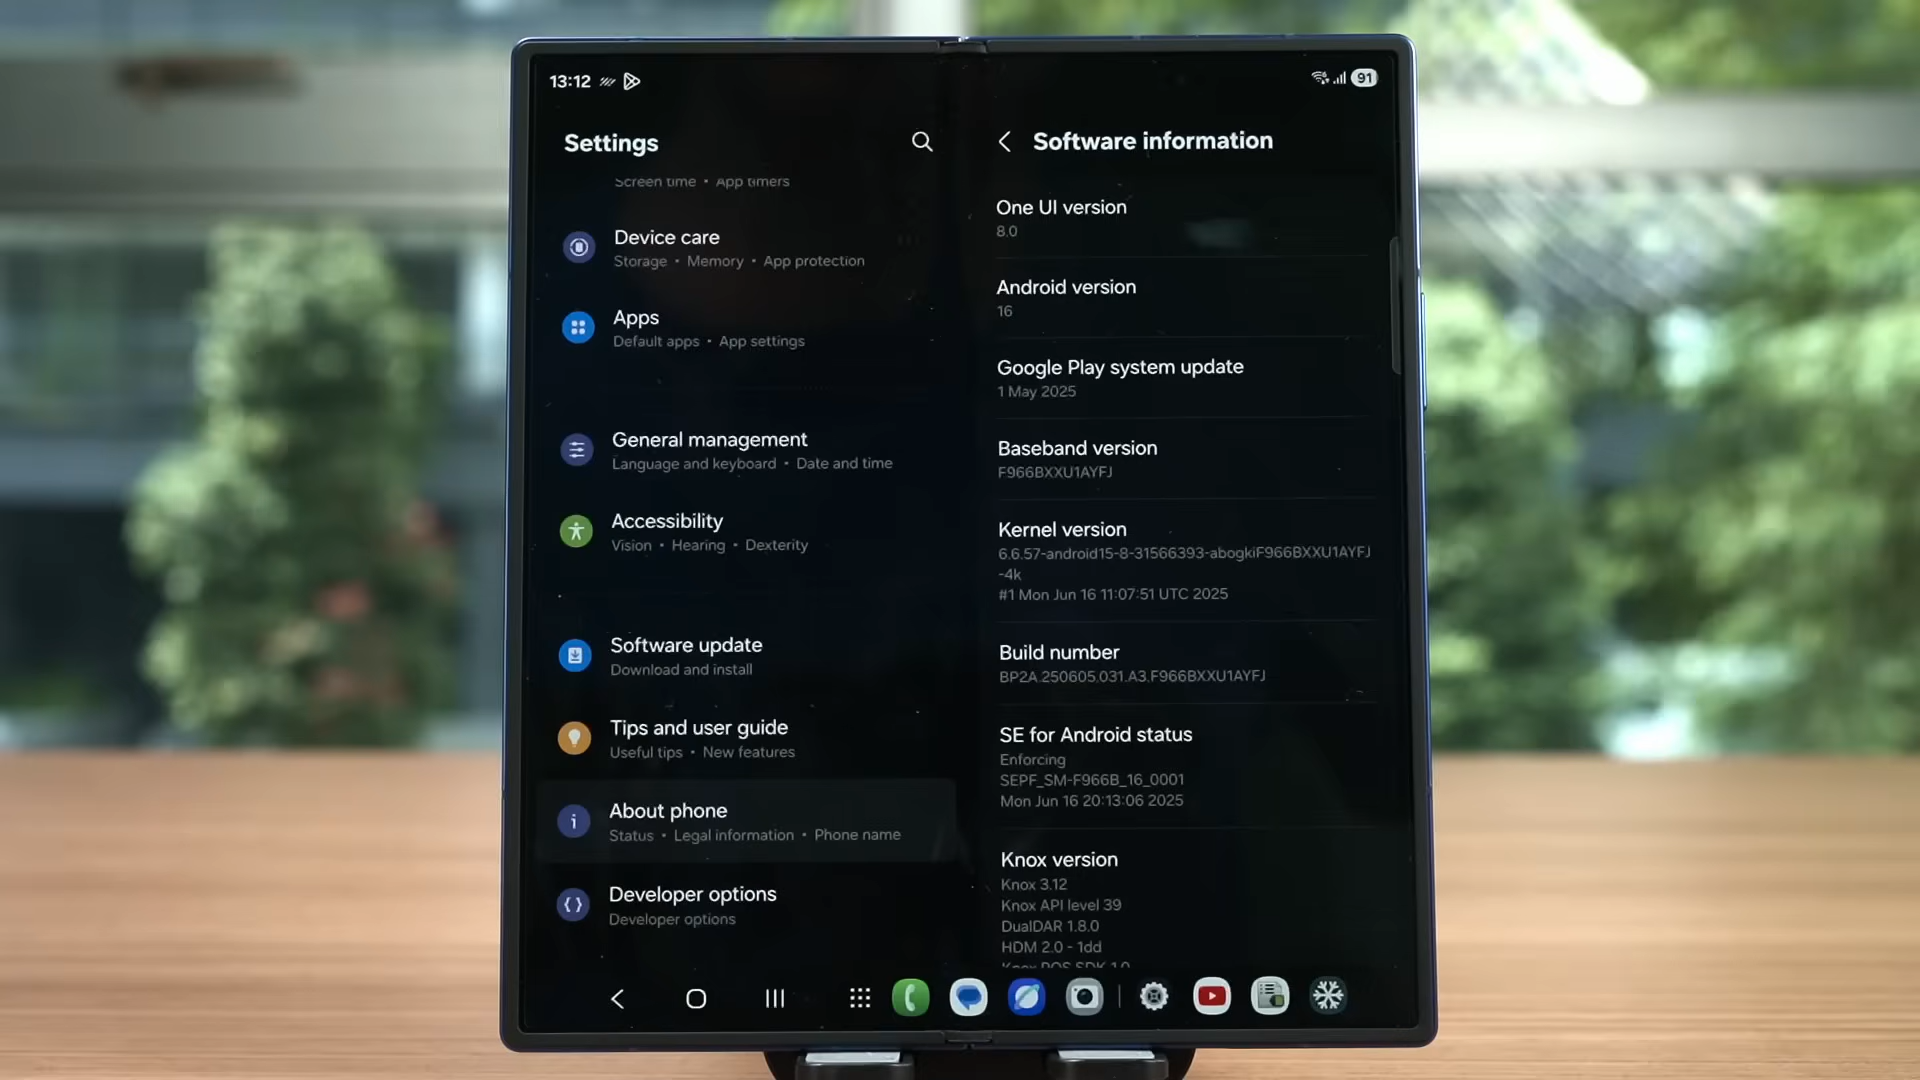 13:12
91
Settings
Screen time • App timers
Device care
Storage • Memory • App protection
Apps
Default apps • App settings
General management
Language and keyboard • Date and time
Accessibility
Vision • Hearing • Dexterity
Software update
Download and install
Tips and user guide
Useful tips • New features
About phone
Status • Legal information • Phone name
Developer options
Developer options
Software information
One UI version
8.0
Android version
16
Google Play system update
1 May 2025
Baseband version
F966BXXU1AYFJ
Kernel version
6.6.57-android15-8-31566393-abogkiF966BXXU1AYFJ
-4k
#1 Mon Jun 16 11:07:51 UTC 2025
Build number
BP2A.250605.031.A3.F966BXXU1AYFJ
SE for Android status
Enforcing
SEPF_SM-F966B_16_0001
Mon Jun 16 20:13:06 2025
Knox version
Knox 3.12
Knox API level 39
DualDAR 1.8.0
HDM 2.0 - 1dd
Knox POS SDK 1.0